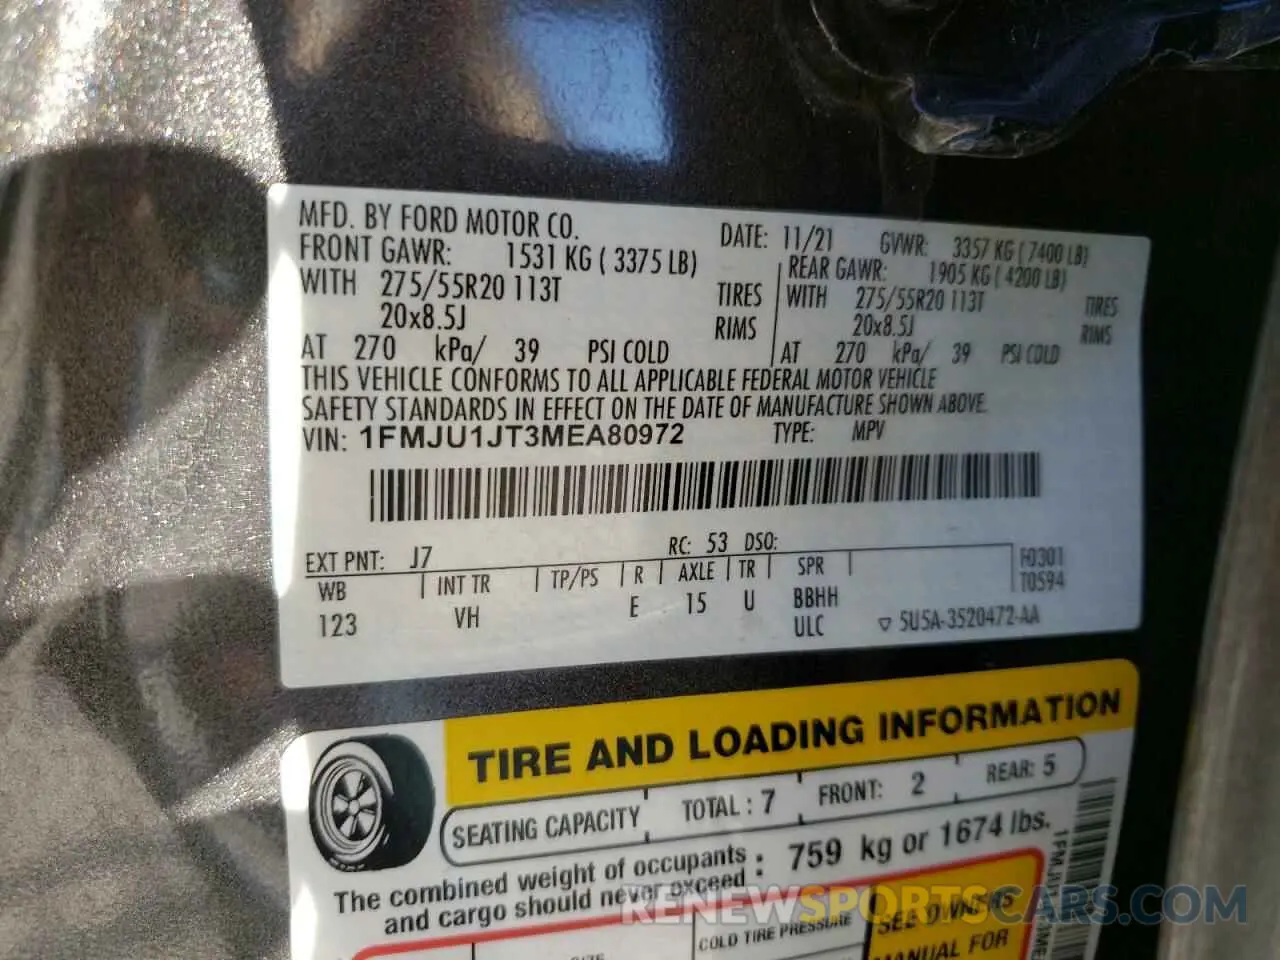 MFD. BY FORD MOTOR CO. DATE: 11/21 GVWR: 3357 KG ( 7400 LB)
FRONT GAWR: 1531 KG ( 3375 LB) REAR GAWR: 1905 KG ( 4200 LB)
WITH 275/55R20 113T TIRES WITH 275/55R20 113T TIRES
20x8.5J RIMS 20x8.5J RIMS
AT 270 kPa/ 39 PSI COLD AT 270 kPa/ 39 PSI COLD
THIS VEHICLE CONFORMS TO ALL APPLICABLE FEDERAL MOTOR VEHICLE
SAFETY STANDARDS IN EFFECT ON THE DATE OF MANUFACTURE SHOWN ABOVE.
VIN: 1FMJU1JT3MEA80972 TYPE: MPV
EXT PNT: J7 RC: 53 DSO:
WB INT TR TP/PS R AXLE TR SPR F0301
T0594
123 VH E 15 U BBHH
ULC ▽ 5U5A-3520472-AA
TIRE AND LOADING INFORMATION
SEATING CAPACITY TOTAL : 7 FRONT: 2 REAR: 5
The combined weight of occupants
and cargo should never exceed : 759 kg or 1674 lbs.
COLD TIRE PRESSURE
SEE OWNERS
MANUAL FOR
RENEWSPORTSCARS.COM